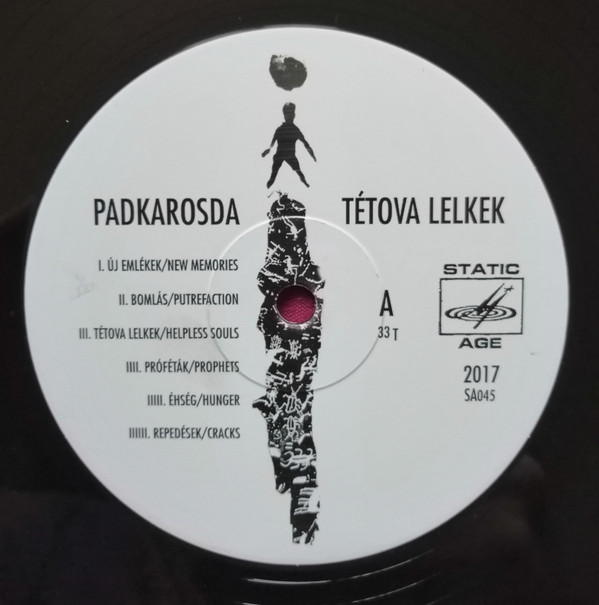 PADKAROSDA
TÉTOVA LELKEK
I. ÚJ EMLÉKEK/NEW MEMORIES
II. BOMLÁS/PUTREFACTION
III. TÉTOVA LELKEK/HELPLESS SOULS
IIII. PRÓFÉTÁK/PROPHETS
IIIII. ÉHSÉG/HUNGER
IIIIII. REPEDÉSEK/CRACKS
A
33 T
STATIC
AGE
2017
SA045